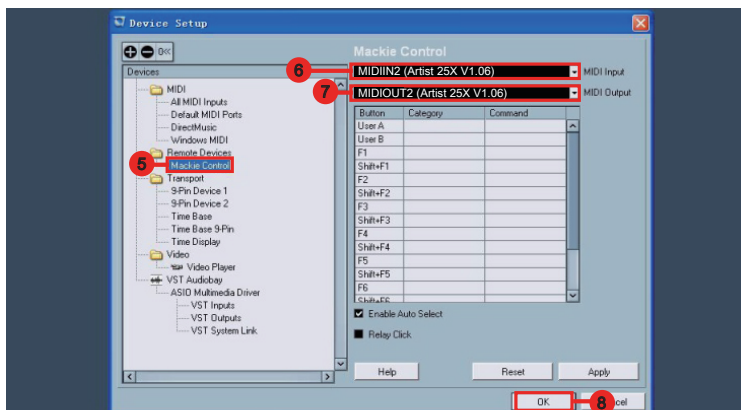 Device Setup
0«
Mackie Control
Devices
6
MIDIIN2 (Artist 25X V1.06)
MIDI Input
7
MIDIOUT2 (Artist 25X V1.06)
MIDI Output
MIDI
All MIDI Inputs
Default MIDI Ports
DirectMusic
Windows MIDI
Remote Devices
5
Mackie Control
Transport
9-Pin Device 1
9-Pin Device 2
Time Base
Time Base 9-Pin
Time Display
Video
Video Player
VST Audiobay
ASIO Multimedia Driver
VST Inputs
VST Outputs
VST System Link
Button Category Command
User A
User B
F1
Shift+F1
F2
Shift+F2
F3
Shift+F3
F4
Shift+F4
F5
Shift+F5
F6
Shift+F6
Enable Auto Select
Relay Click
Help Reset Apply
OK
8
cel